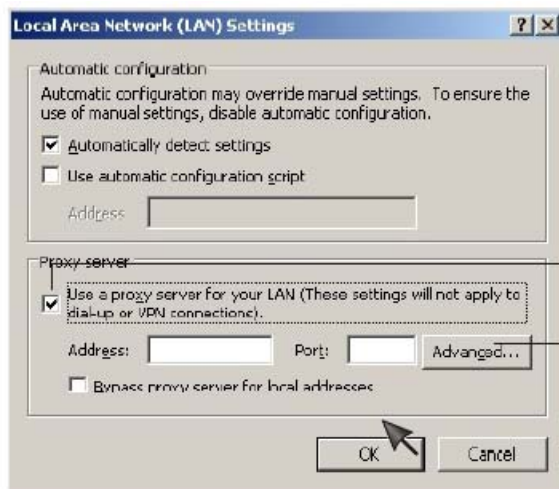 Local Area Network (LAN) Settings
Automatic configuration
Automatic configuration may override manual settings. To ensure the
use of manual settings, disable automatic configuration.
Automatically detect settings
Use automatic configuration script
Address
Proxy server
Use a proxy server for your LAN (These settings will not apply to
dial-up or VPN connections).
Address: Port: Advanced...
Bypass proxy server for local addresses
OK Cancel